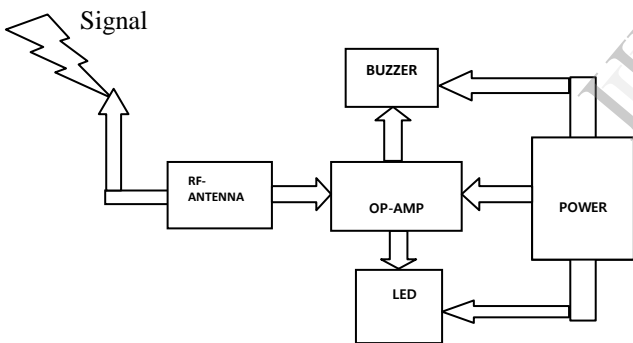 Signal
BUZZER
RF-
ANTENNA
OP-AMP
POWER
LED